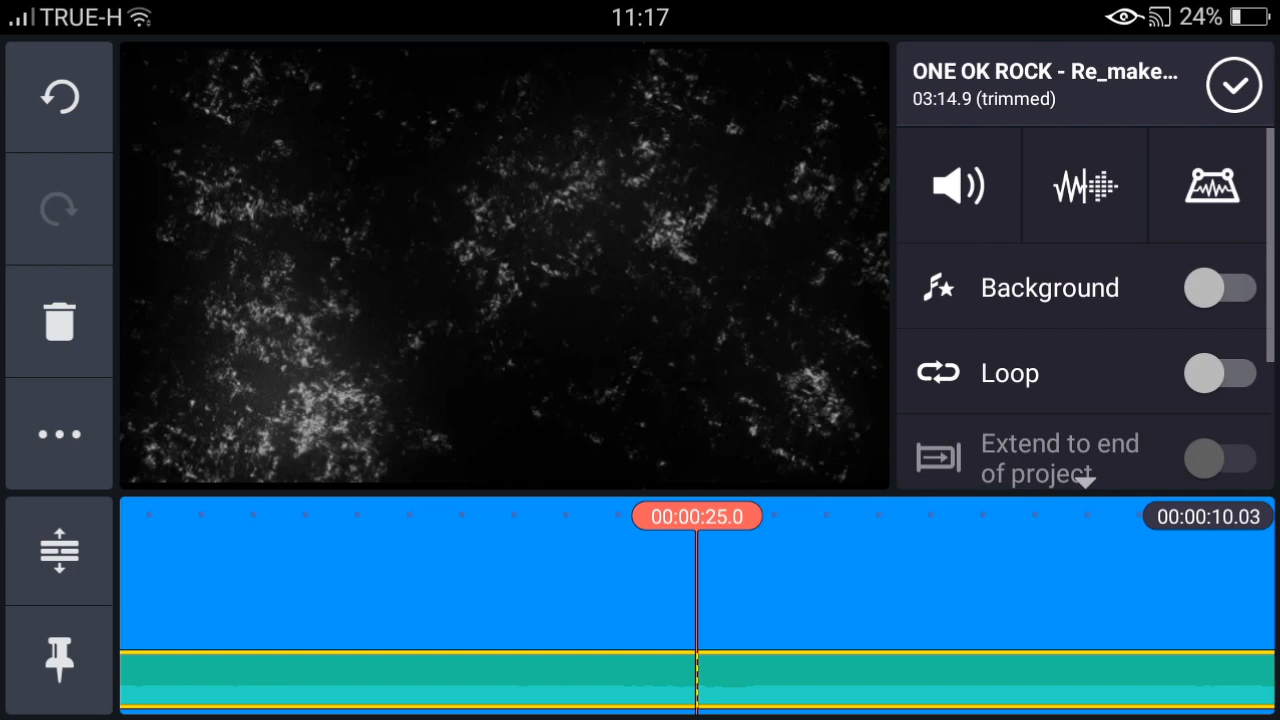 TRUE-H
11:17
24%
ONE OK ROCK - Re_make...
03:14.9 (trimmed)
Background
Loop
Extend to end
of project
00:00:25.0
00:00:10.03